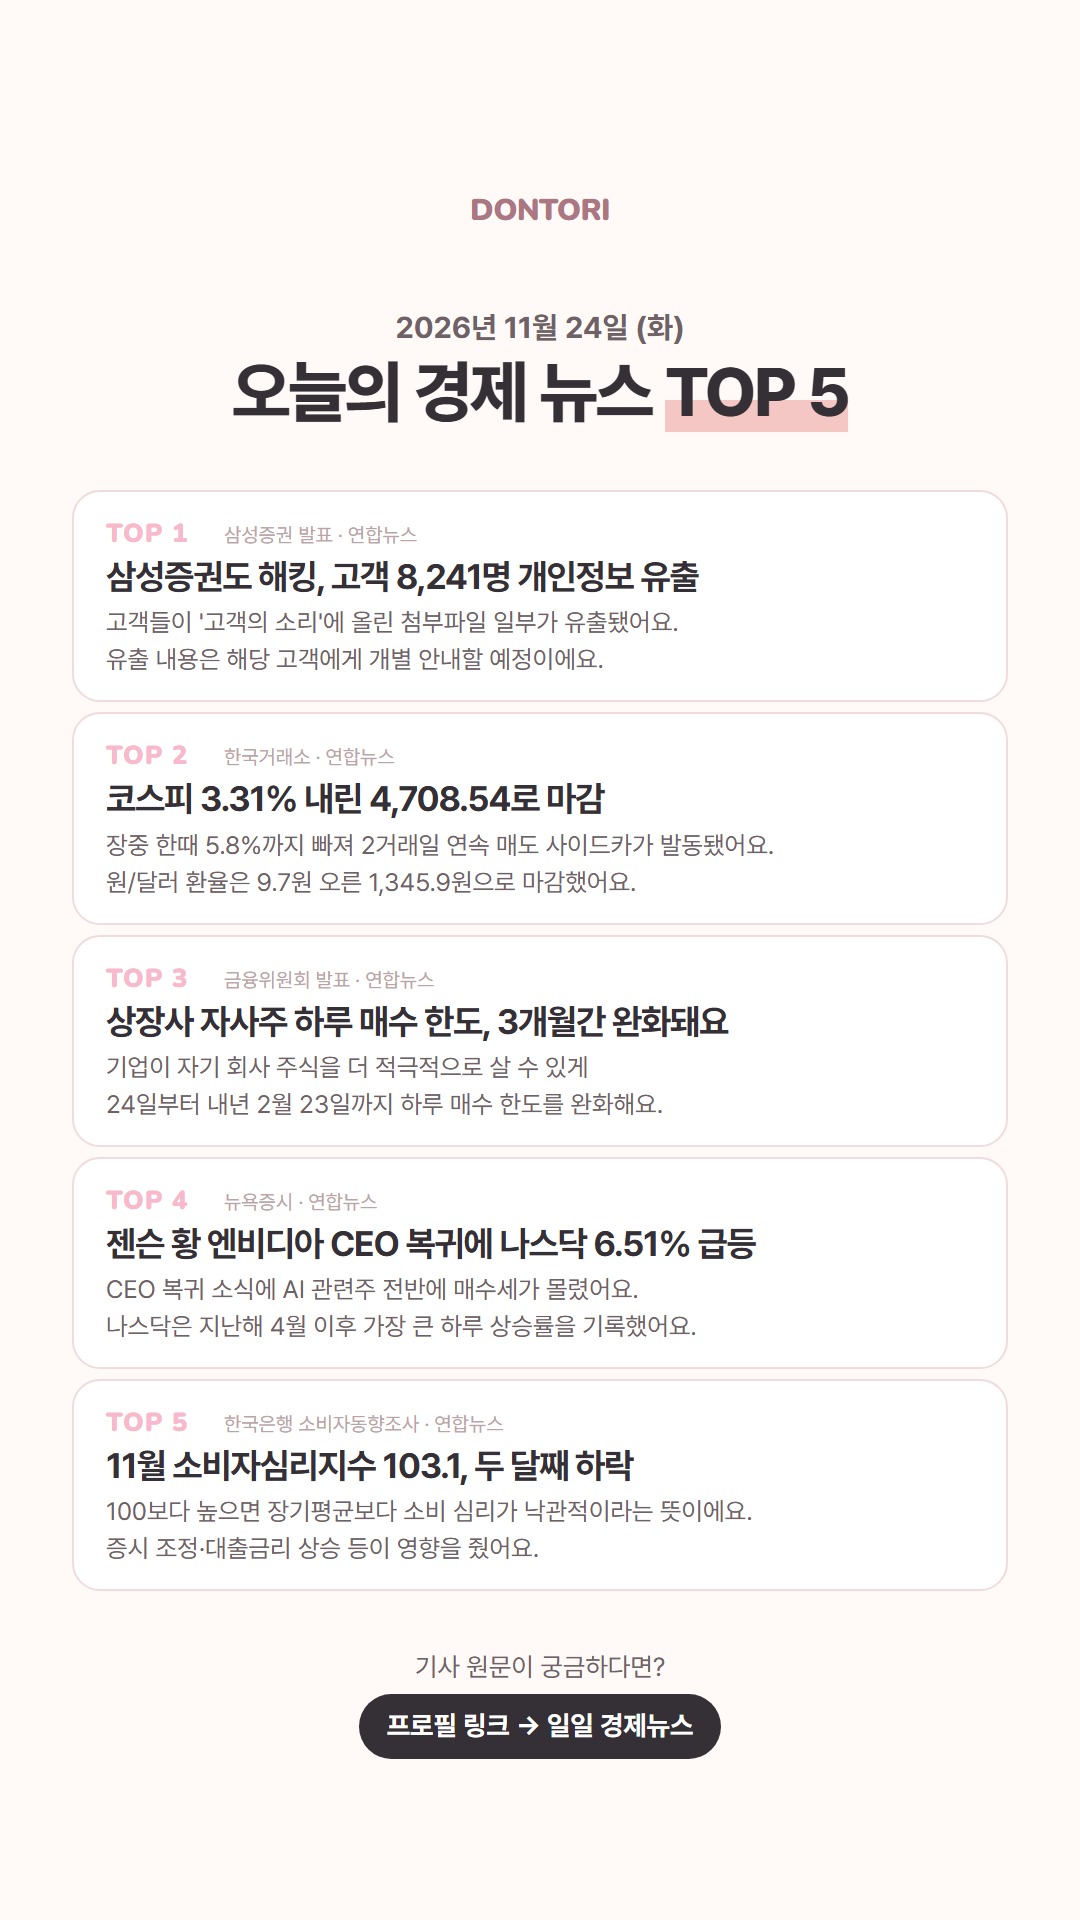 DONTORI
2026년 11월 24일 (화)
오늘의 경제 뉴스 TOP 5
TOP 1 삼성증권 발표 · 연합뉴스
삼성증권도 해킹, 고객 8,241명 개인정보 유출
고객들이 '고객의 소리'에 올린 첨부파일 일부가 유출됐어요.
유출 내용은 해당 고객에게 개별 안내할 예정이에요.
TOP 2 한국거래소 · 연합뉴스
코스피 3.31% 내린 4,708.54로 마감
장중 한때 5.8%까지 빠져 2거래일 연속 매도 사이드카가 발동됐어요.
원/달러 환율은 9.7원 오른 1,345.9원으로 마감했어요.
TOP 3 금융위원회 발표 · 연합뉴스
상장사 자사주 하루 매수 한도, 3개월간 완화돼요
기업이 자기 회사 주식을 더 적극적으로 살 수 있게
24일부터 내년 2월 23일까지 하루 매수 한도를 완화해요.
TOP 4 뉴욕증시 · 연합뉴스
젠슨 황 엔비디아 CEO 복귀에 나스닥 6.51% 급등
CEO 복귀 소식에 AI 관련주 전반에 매수세가 몰렸어요.
나스닥은 지난해 4월 이후 가장 큰 하루 상승률을 기록했어요.
TOP 5 한국은행 소비자동향조사 · 연합뉴스
11월 소비자심리지수 103.1, 두 달째 하락
100보다 높으면 장기평균보다 소비 심리가 낙관적이라는 뜻이에요.
증시 조정·대출금리 상승 등이 영향을 줬어요.
기사 원문이 궁금하다면?
프로필 링크 → 일일 경제뉴스